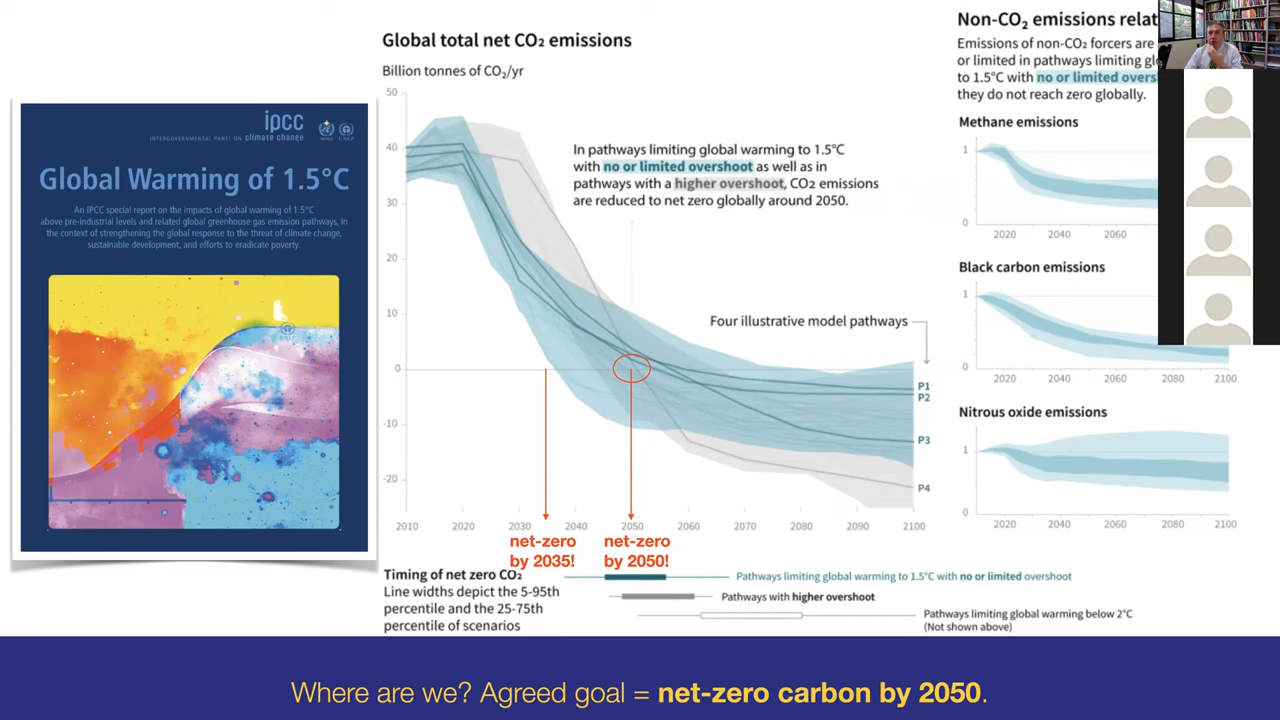 ipcc
INTERGOVERNMENTAL PANEL ON climate change
WMO UNEP
Global Warming of 1.5°C
An IPCC special report on the impacts of global warming of 1.5°C
above pre-industrial levels and related global greenhouse gas emission pathways, in
the context of strengthening the global response to the threat of climate change,
sustainable development, and efforts to eradicate poverty.
Global total net CO₂ emissions
Billion tonnes of CO₂/yr
50
40
30
20
10
0
-10
-20
In pathways limiting global warming to 1.5°C
with no or limited overshoot as well as in
pathways with a higher overshoot, CO2 emissions
are reduced to net zero globally around 2050.
Four illustrative model pathways
P1
P2
P3
P4
2010 2020 2030 2040 2050 2060 2070 2080 2090 2100
net-zero
by 2035!
net-zero
by 2050!
Timing of net zero CO₂
Line widths depict the 5-95th
percentile and the 25-75th
percentile of scenarios
Pathways limiting global warming to 1.5°C with no or limited overshoot
Pathways with higher overshoot
Pathways limiting global warming below 2°C
(Not shown above)
Non-CO₂ emissions relat
Emissions of non-CO₂ forcers are
or limited in pathways limiting glo
to 1.5°C with no or limited overs
they do not reach zero globally.
Methane emissions
1
0
2020 2040 2060
Black carbon emissions
1
0
2020 2040 2060 2080 2100
Nitrous oxide emissions
1
0
2020 2040 2060 2080 2100
Where are we? Agreed goal = net-zero carbon by 2050.